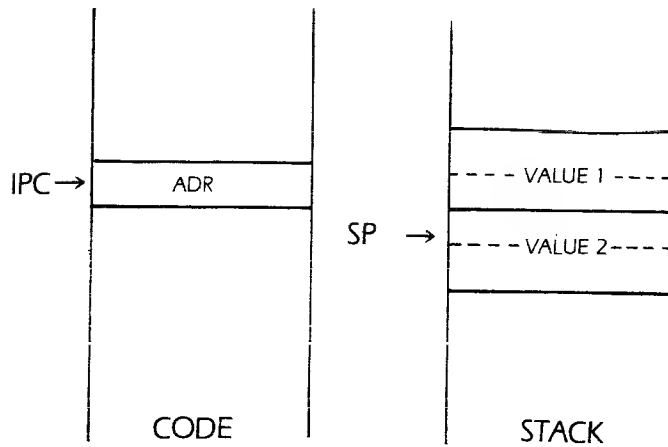 IPC→
ADR
VALUE 1
SP →
VALUE 2
CODE
STACK